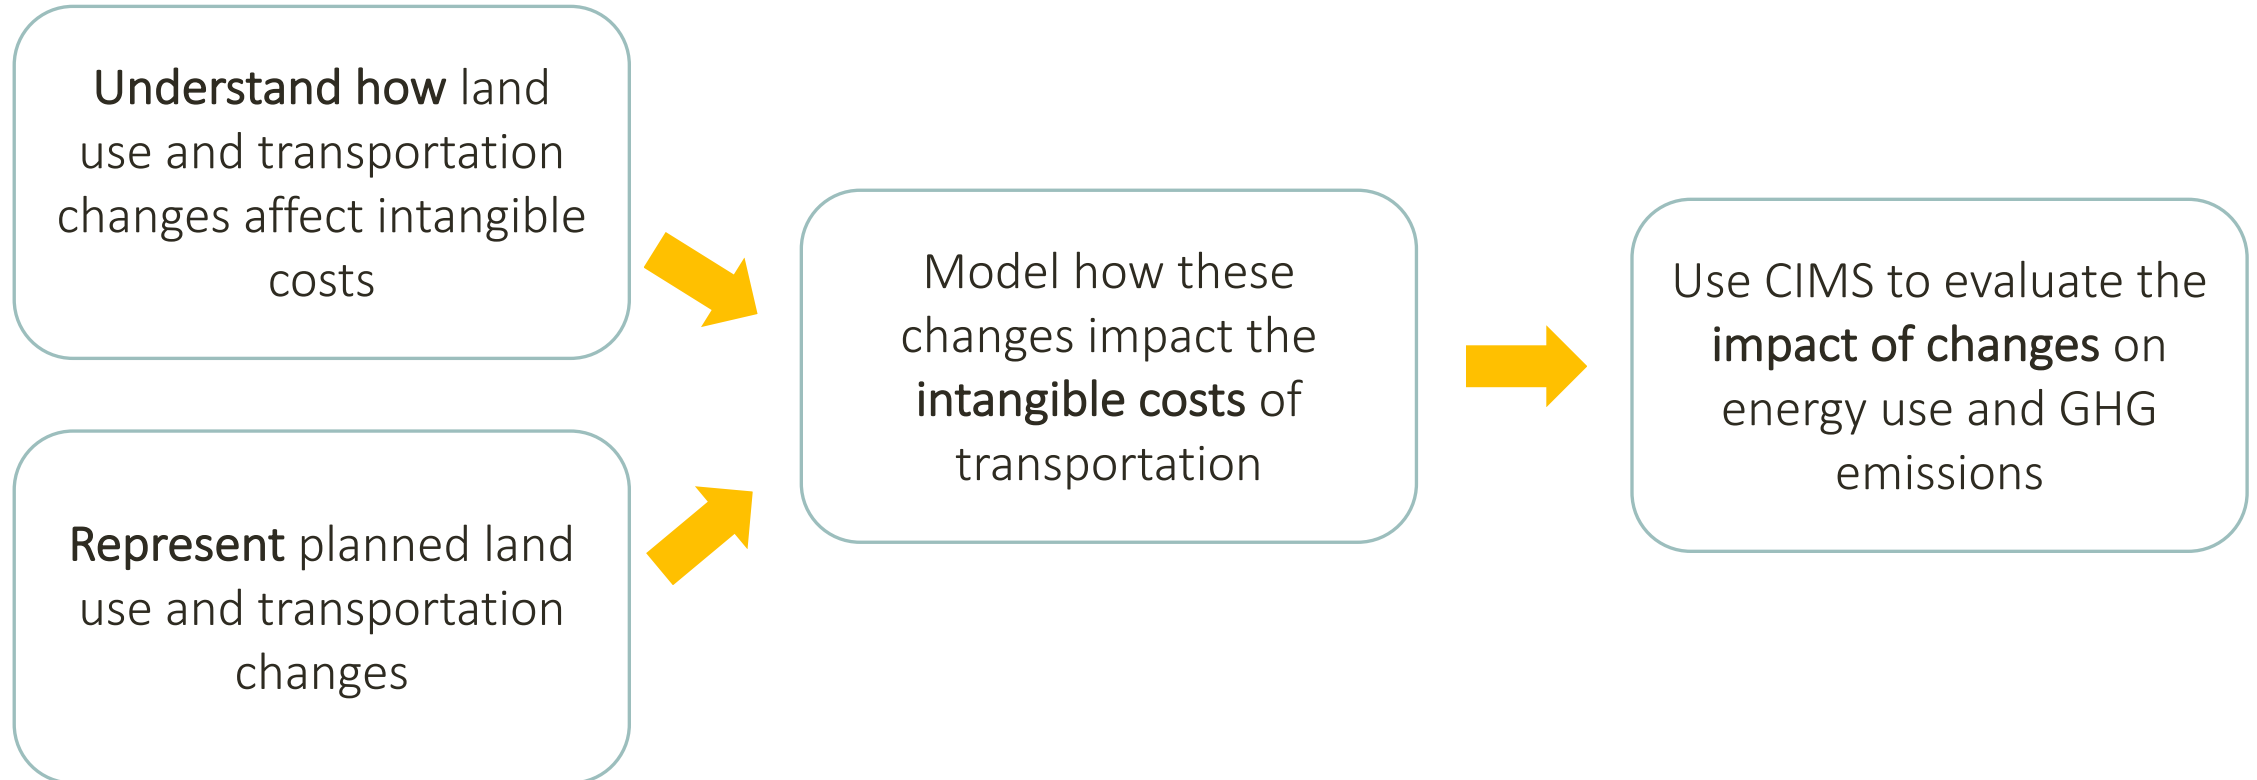 Understand how land
use and transportation
changes affect intangible
costs
Represent planned land
use and transportation
changes
Model how these
changes impact the
intangible costs of
transportation
Use CIMS to evaluate the
impact of changes on
energy use and GHG
emissions